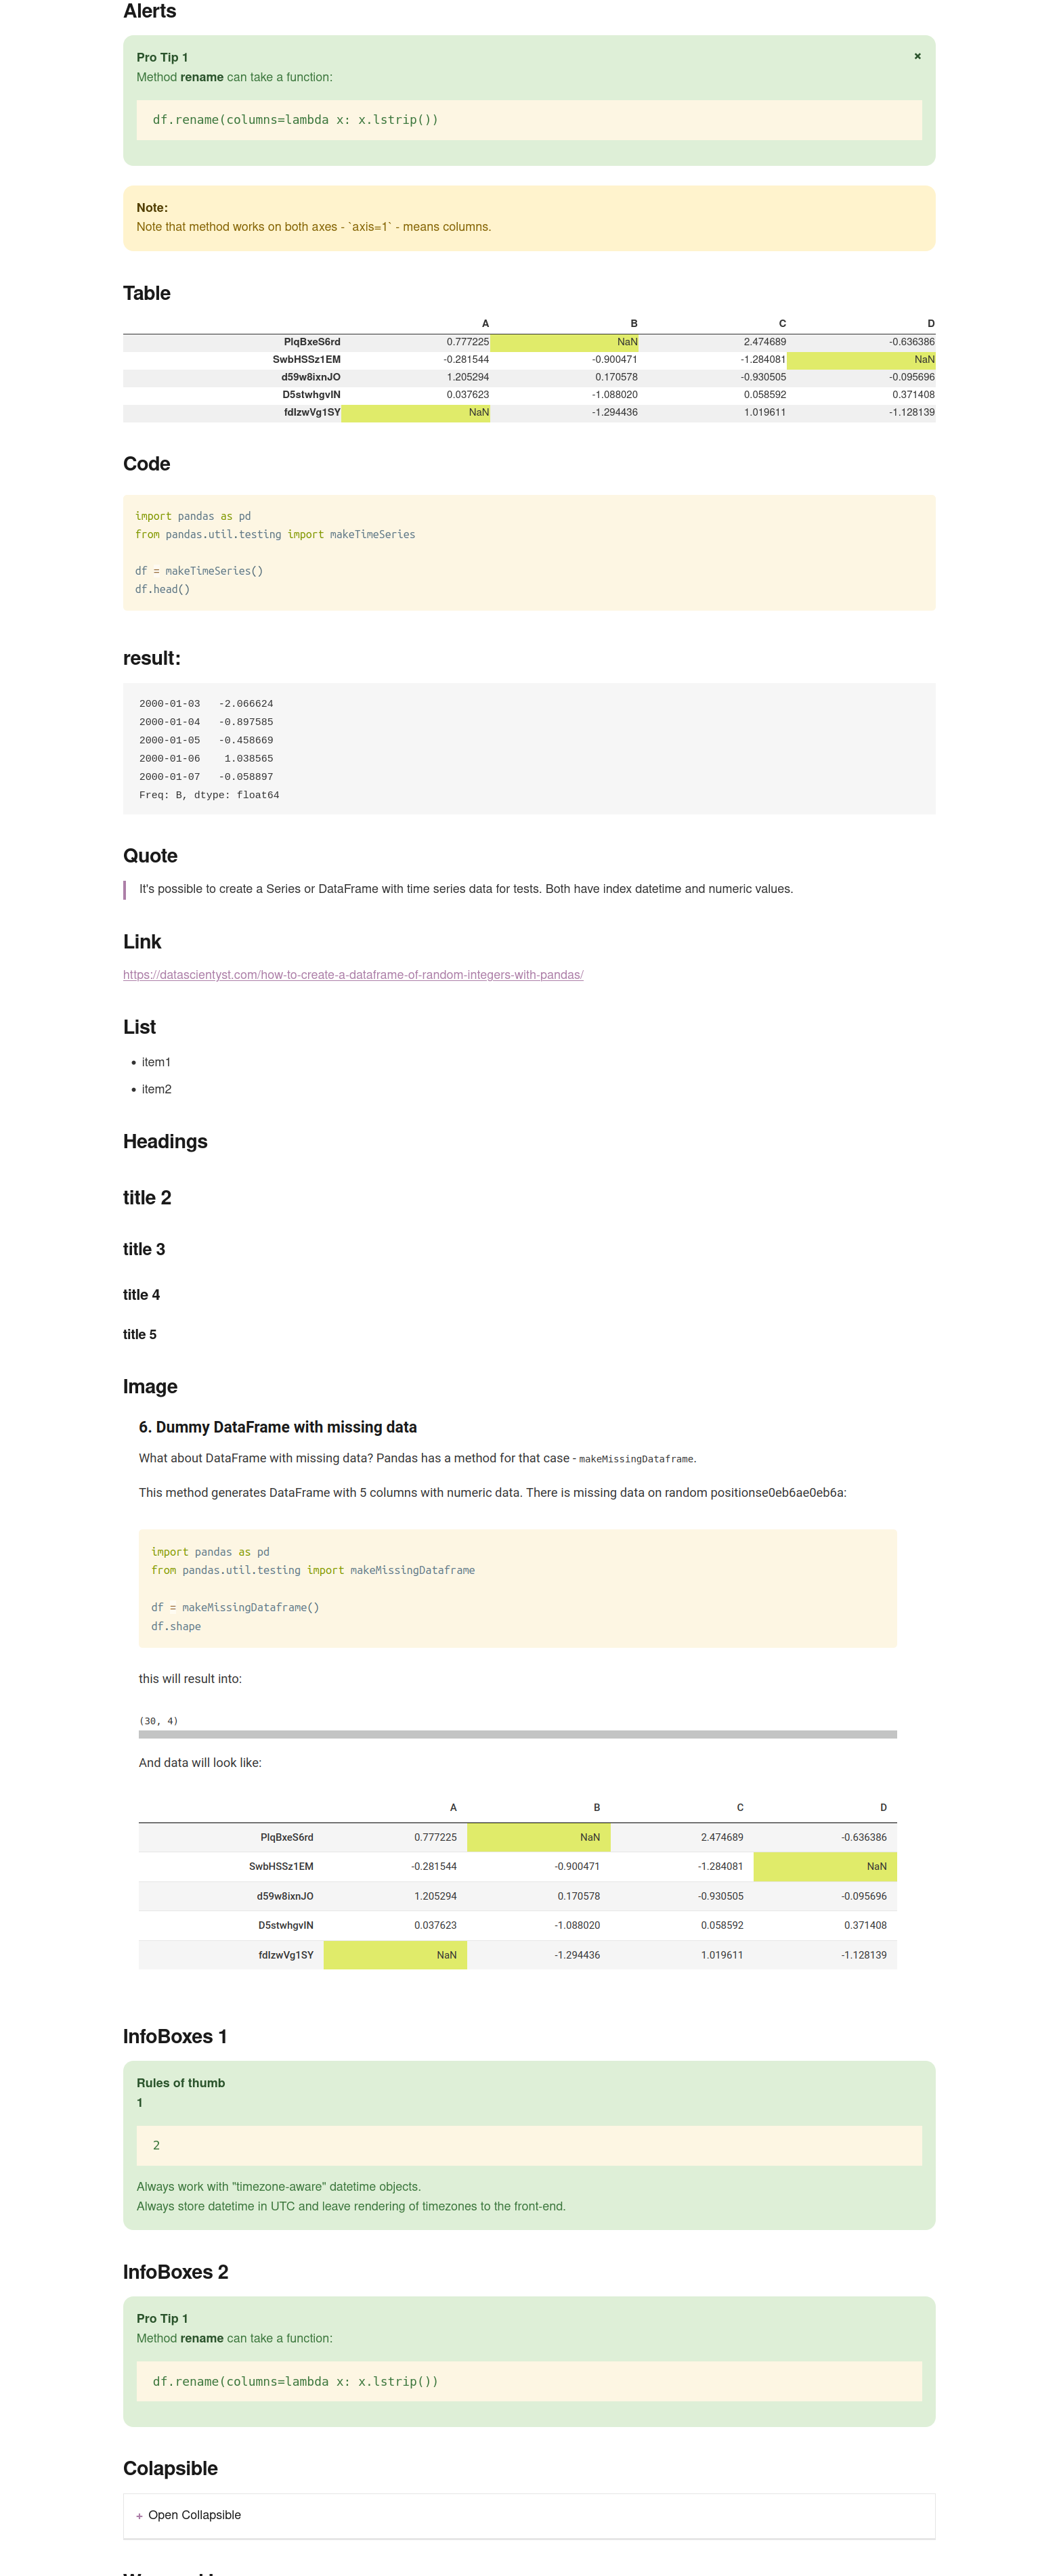 Alerts
Pro Tip 1 ×
Method rename can take a function:
df.rename(columns=lambda x: x.lstrip())
Note:
Note that method works on both axes - `axis=1` - means columns.
Table
A B C D
PlqBxeS6rd 0.777225 NaN 2.474689 -0.636386
SwbHSSz1EM -0.281544 -0.900471 -1.284081 NaN
d59w8ixnJO 1.205294 0.170578 -0.930505 -0.095696
D5stwhgvlN 0.037623 -1.088020 0.058592 0.371408
fdlzwVg1SY NaN -1.294436 1.019611 -1.128139
Code
import pandas as pd
from pandas.util.testing import makeTimeSeries
df = makeTimeSeries()
df.head()
result:
2000-01-03 -2.066624
2000-01-04 -0.897585
2000-01-05 -0.458669
2000-01-06 1.038565
2000-01-07 -0.058897
Freq: B, dtype: float64
Quote
It's possible to create a Series or DataFrame with time series data for tests. Both have index datetime and numeric values.
Link
https://datascientyst.com/how-to-create-a-dataframe-of-random-integers-with-pandas/
List
• item1
• item2
Headings
title 2
title 3
title 4
title 5
Image
6. Dummy DataFrame with missing data
What about DataFrame with missing data? Pandas has a method for that case - makeMissingDataframe.
This method generates DataFrame with 5 columns with numeric data. There is missing data on random positionse0eb6ae0eb6a:
import pandas as pd
from pandas.util.testing import makeMissingDataframe
df = makeMissingDataframe()
df.shape
this will result into:
(30, 4)
And data will look like:
A B C D
PlqBxeS6rd 0.777225 NaN 2.474689 -0.636386
SwbHSSz1EM -0.281544 -0.900471 -1.284081 NaN
d59w8ixnJO 1.205294 0.170578 -0.930505 -0.095696
D5stwhgvlN 0.037623 -1.088020 0.058592 0.371408
fdlzwVg1SY NaN -1.294436 1.019611 -1.128139
InfoBoxes 1
Rules of thumb
1
2
Always work with "timezone-aware" datetime objects.
Always store datetime in UTC and leave rendering of timezones to the front-end.
InfoBoxes 2
Pro Tip 1
Method rename can take a function:
df.rename(columns=lambda x: x.lstrip())
Colapsible
+ Open Collapsible